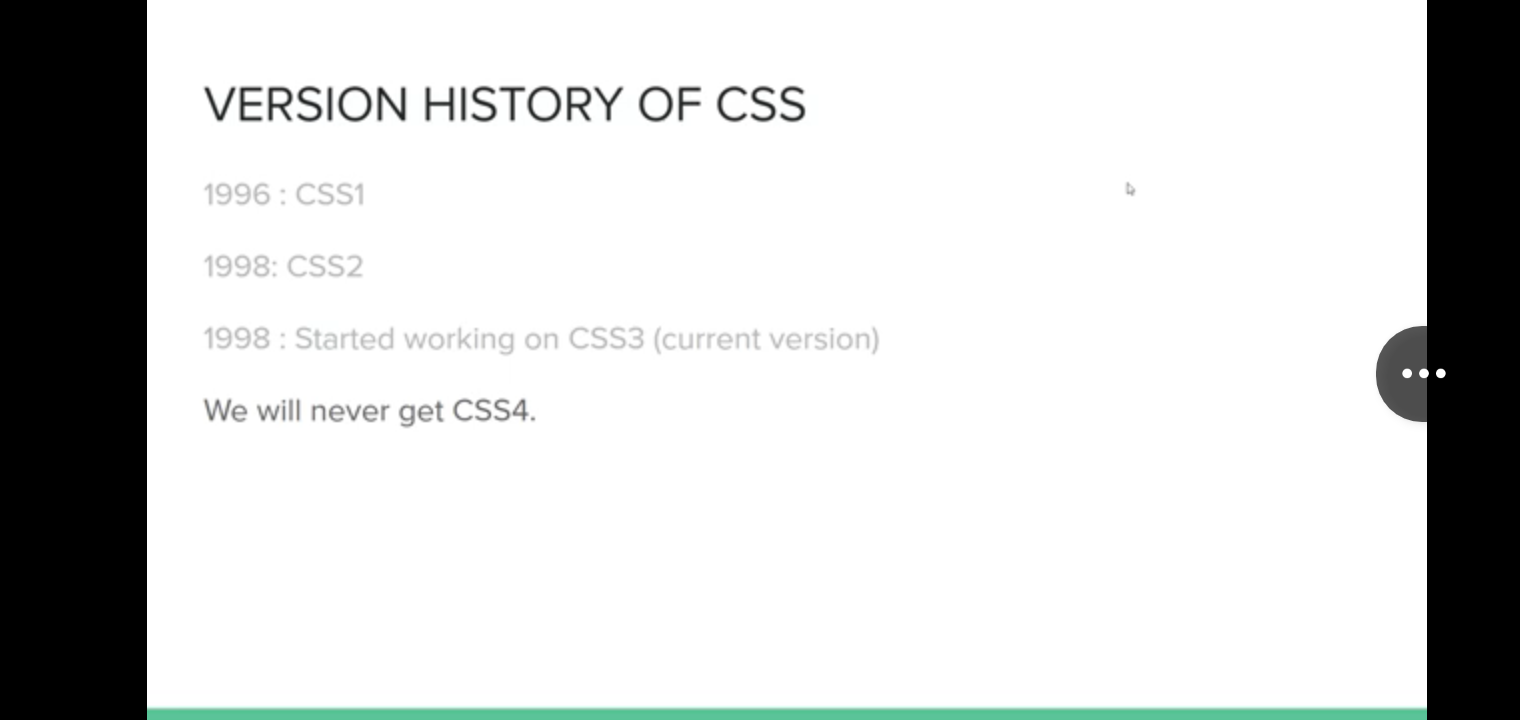 VERSION HISTORY OF CSS
1996 : CSS1
1998: CSS2
1998 : Started working on CSS3 (current version)
We will never get CSS4.